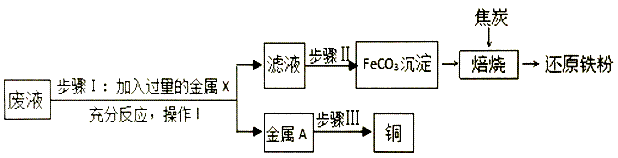 焦炭
废液
步骤Ⅰ：加入过量的金属X
充分反应，操作Ⅰ
滤液
步骤Ⅱ
FeCO₃沉淀
焙烧
还原铁粉
金属A
步骤Ⅲ
铜